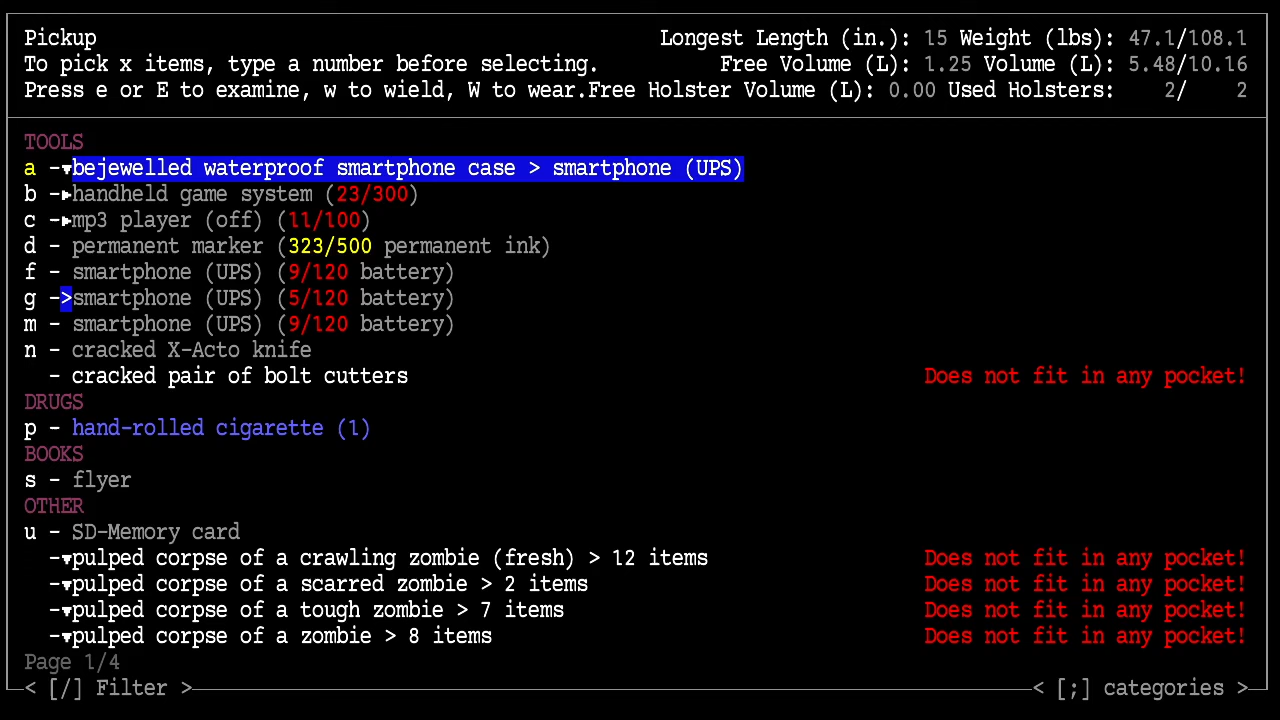 Pickup Longest Length (in.): 15 Weight (lbs): 47.1/108.1
To pick x items, type a number before selecting. Free Volume (L): 1.25 Volume (L): 5.48/10.16
Press e or E to examine, w to wield, W to wear.Free Holster Volume (L): 0.00 Used Holsters: 2/ 2
TOOLS
a -▾bejewelled waterproof smartphone case > smartphone (UPS)
b -▸handheld game system (23/300)
c -▸mp3 player (off) (11/100)
d - permanent marker (323/500 permanent ink)
f - smartphone (UPS) (9/120 battery)
g ->smartphone (UPS) (5/120 battery)
m - smartphone (UPS) (9/120 battery)
n - cracked X-Acto knife
- cracked pair of bolt cutters Does not fit in any pocket!
DRUGS
p - hand-rolled cigarette (1)
BOOKS
s - flyer
OTHER
u - SD-Memory card
-▾pulped corpse of a crawling zombie (fresh) > 12 items Does not fit in any pocket!
-▾pulped corpse of a scarred zombie > 2 items Does not fit in any pocket!
-▾pulped corpse of a tough zombie > 7 items Does not fit in any pocket!
-▾pulped corpse of a zombie > 8 items Does not fit in any pocket!
Page 1/4
< [/] Filter > < [;] categories >